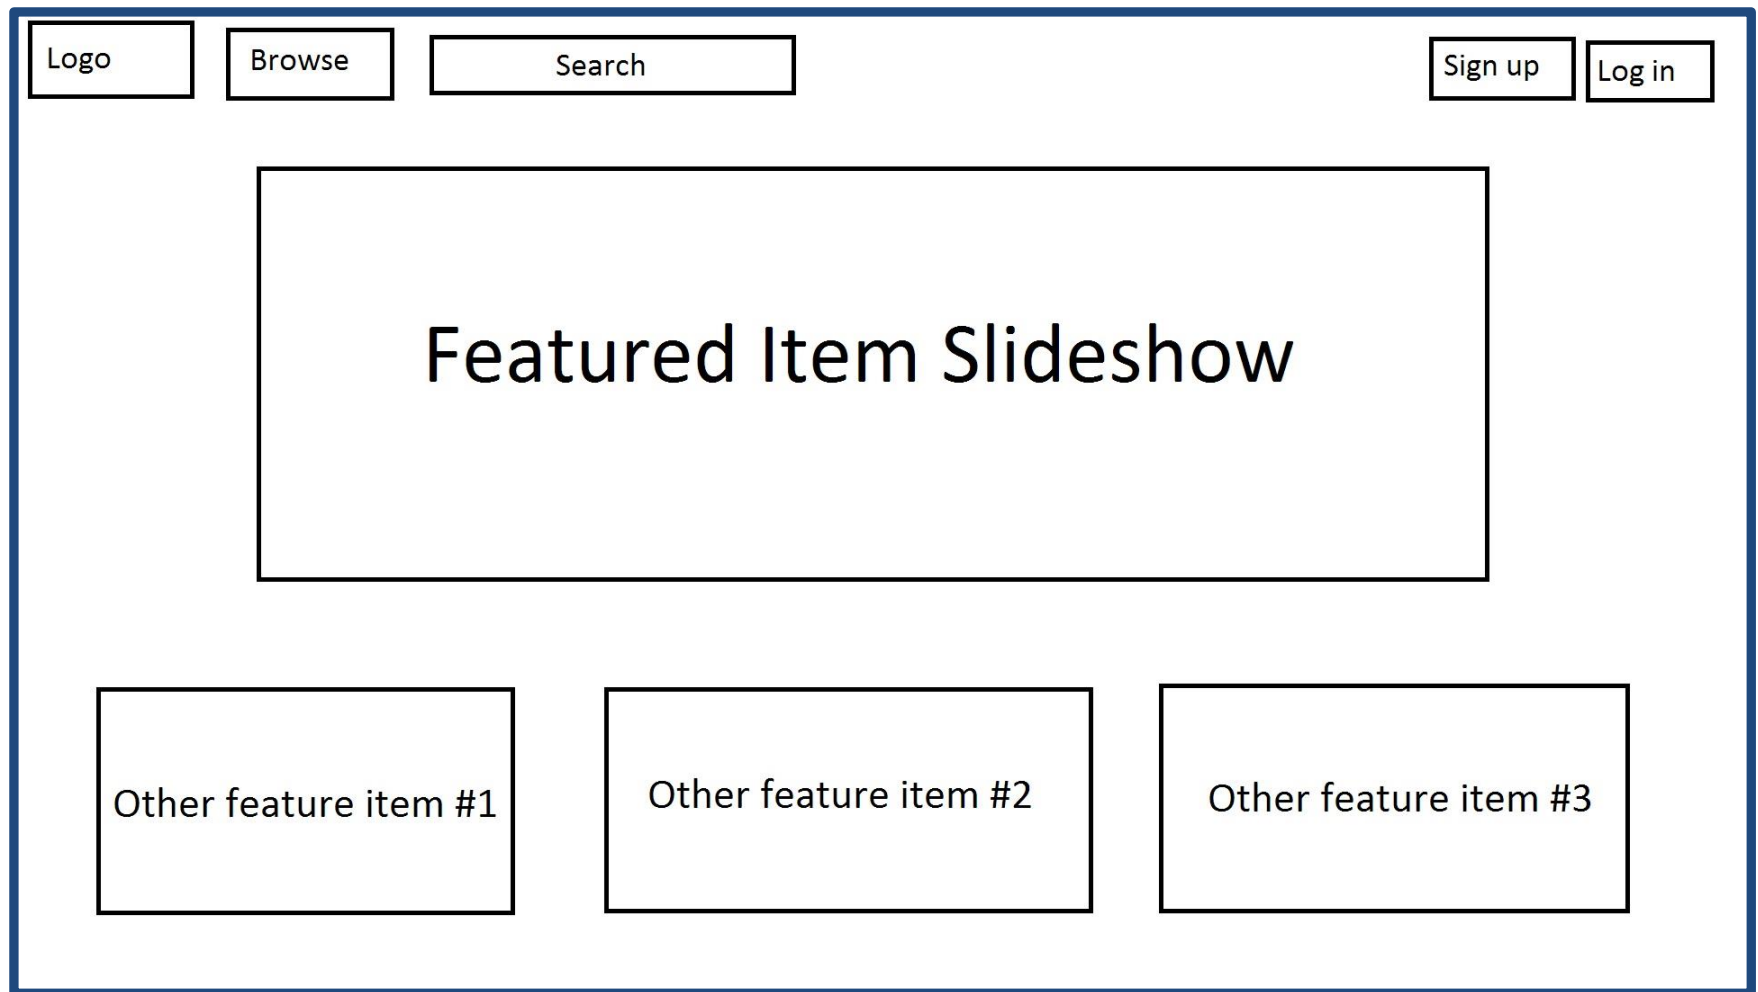 Logo
Browse
Search
Sign up
Log in
Featured Item Slideshow
Other feature item #1
Other feature item #2
Other feature item #3